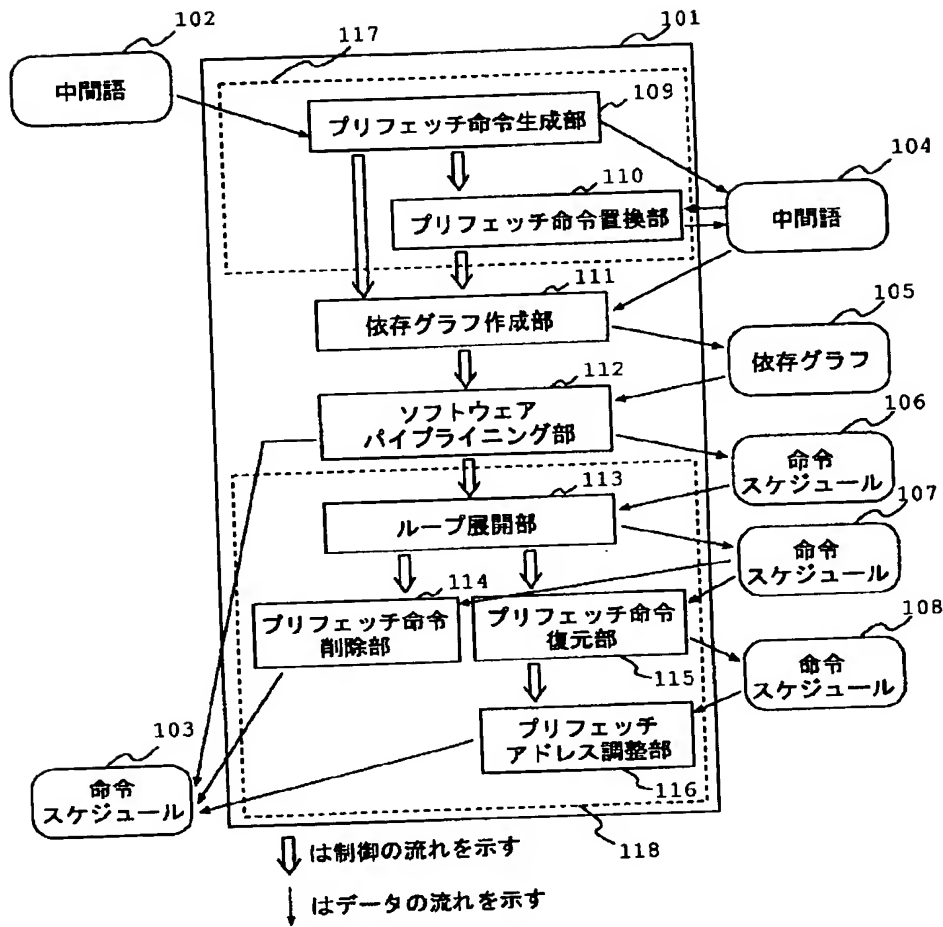 102
117
101
中間語
109
プリフェッチ命令生成部
104
110
プリフェッチ命令置換部
中間語
111
依存グラフ作成部
105
依存グラフ
112
ソフトウェア
パイプライニング部
106
命令
スケジュール
113
ループ展開部
107
命令
スケジュール
114
プリフェッチ命令
削除部
プリフェッチ命令
復元部
115
108
命令
スケジュール
103
命令
スケジュール
プリフェッチ
アドレス調整部
116
118
は制御の流れを示す
はデータの流れを示す